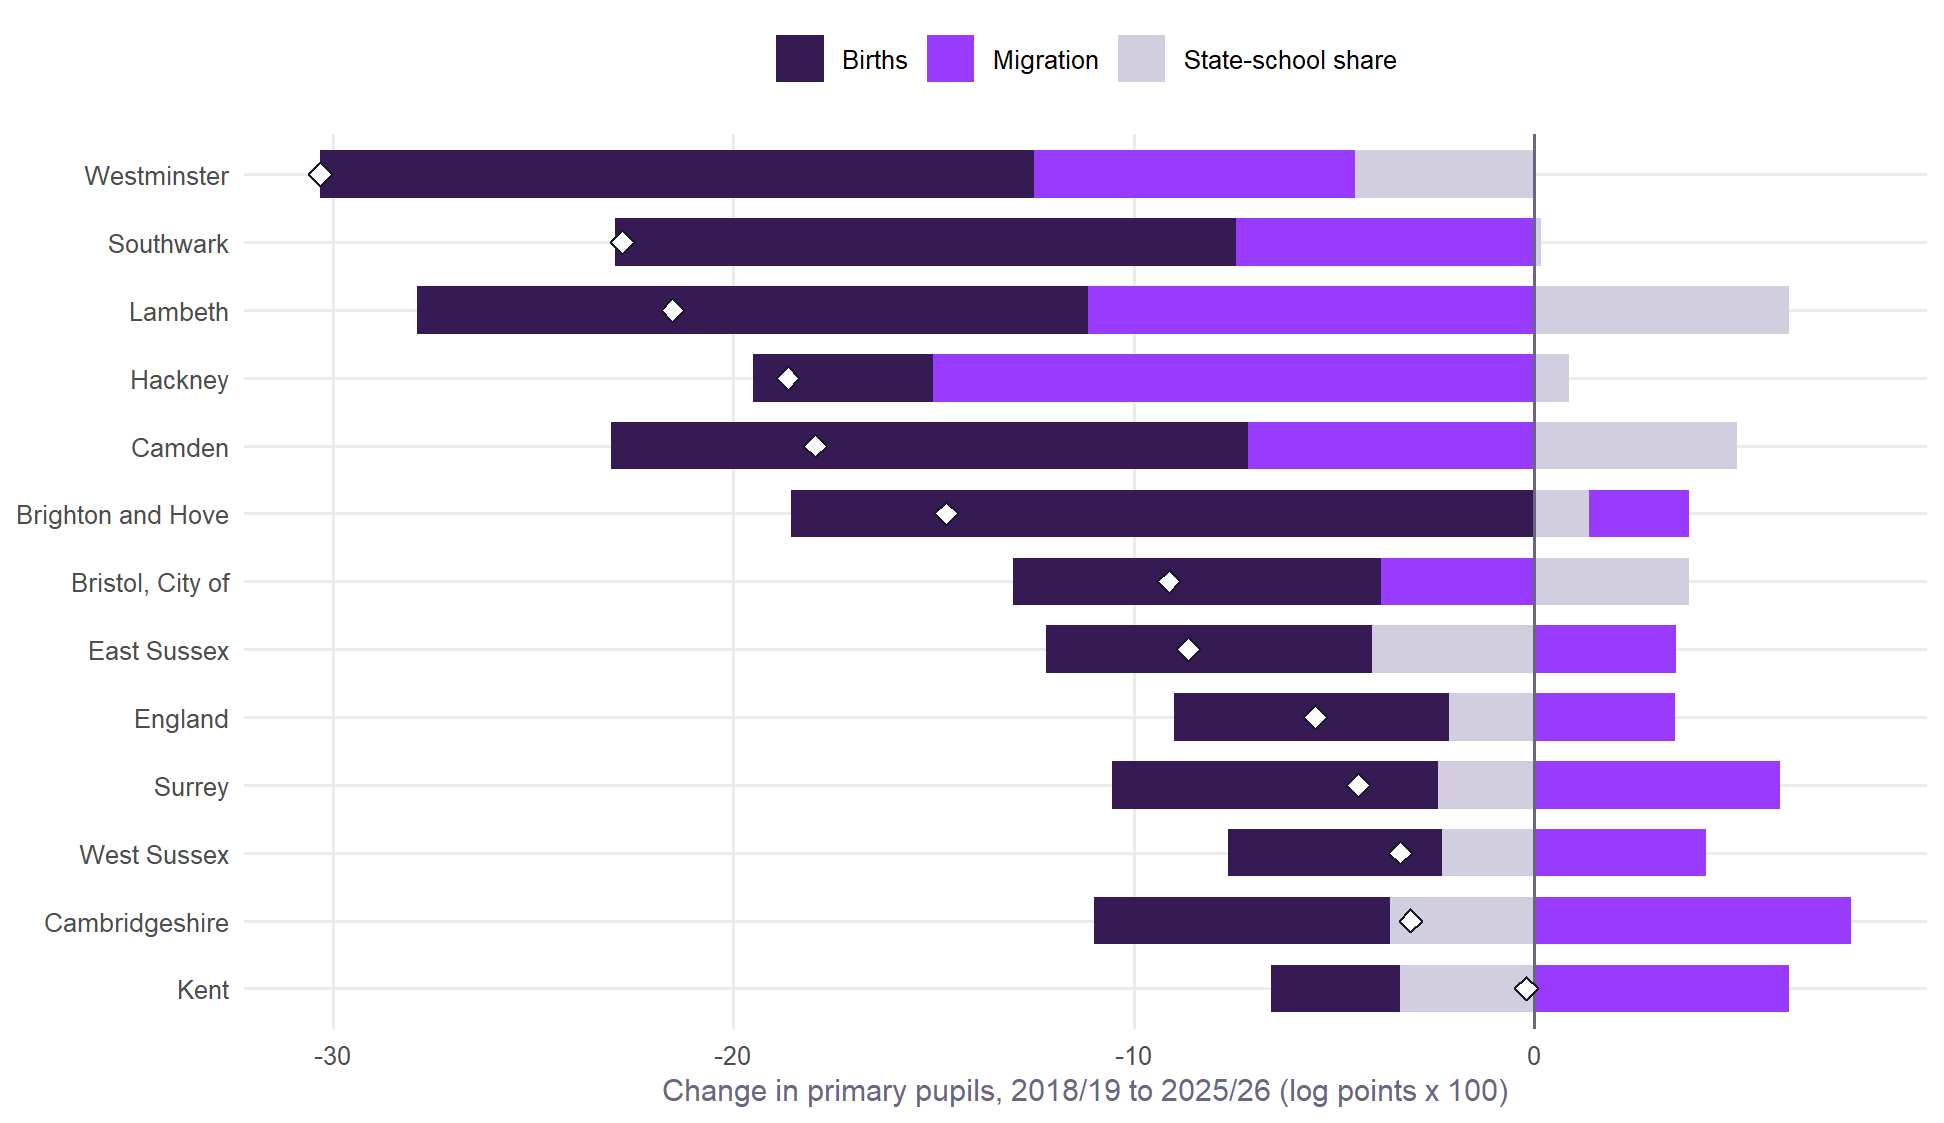 Births Migration State-school share
Westminster
Southwark
Lambeth
Hackney
Camden
Brighton and Hove
Bristol, City of
East Sussex
England
Surrey
West Sussex
Cambridgeshire
Kent
-30 -20 -10 0
Change in primary pupils, 2018/19 to 2025/26 (log points x 100)